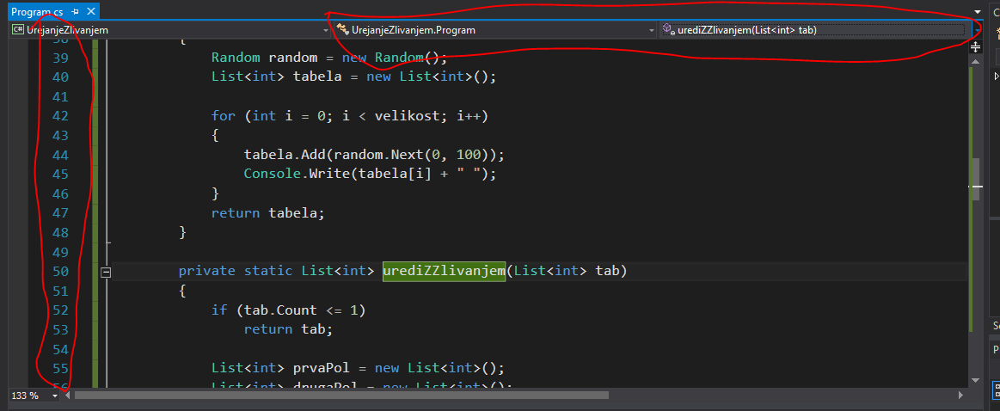 Program.cs
C# UrejanjeZlivanjem UrejanjeZlivanjem.Program urediZZlivanjem(List<int> tab)
38 {
39 Random random = new Random();
40 List<int> tabela = new List<int>();
41
42 for (int i = 0; i < velikost; i++)
43 {
44 tabela.Add(random.Next(0, 100));
45 Console.Write(tabela[i] + " ");
46 }
47 return tabela;
48 }
49
50 private static List<int> urediZZlivanjem(List<int> tab)
51 {
52 if (tab.Count <= 1)
53 return tab;
54
55 List<int> prvaPol = new List<int>();
56 List<int> drugaPol = new List<int>();
133 %